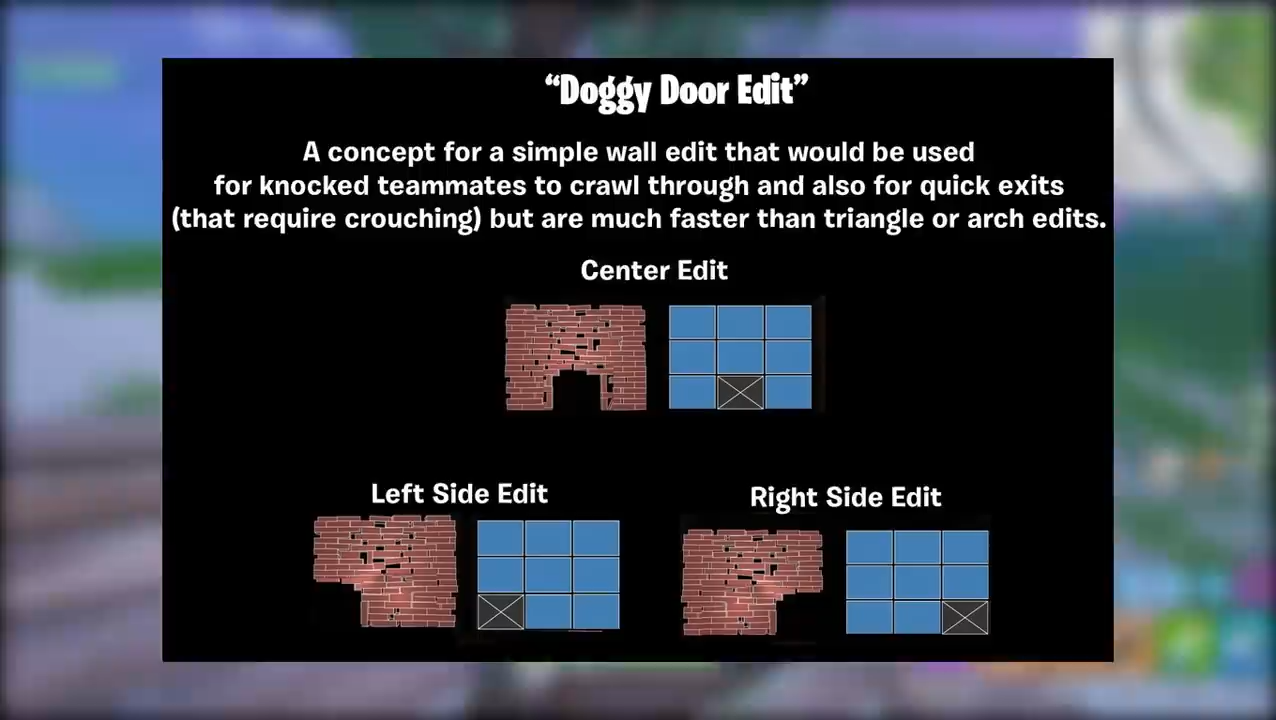 “Doggy Door Edit”
A concept for a simple wall edit that would be used
for knocked teammates to crawl through and also for quick exits
(that require crouching) but are much faster than triangle or arch edits.
Center Edit
Left Side Edit
Right Side Edit